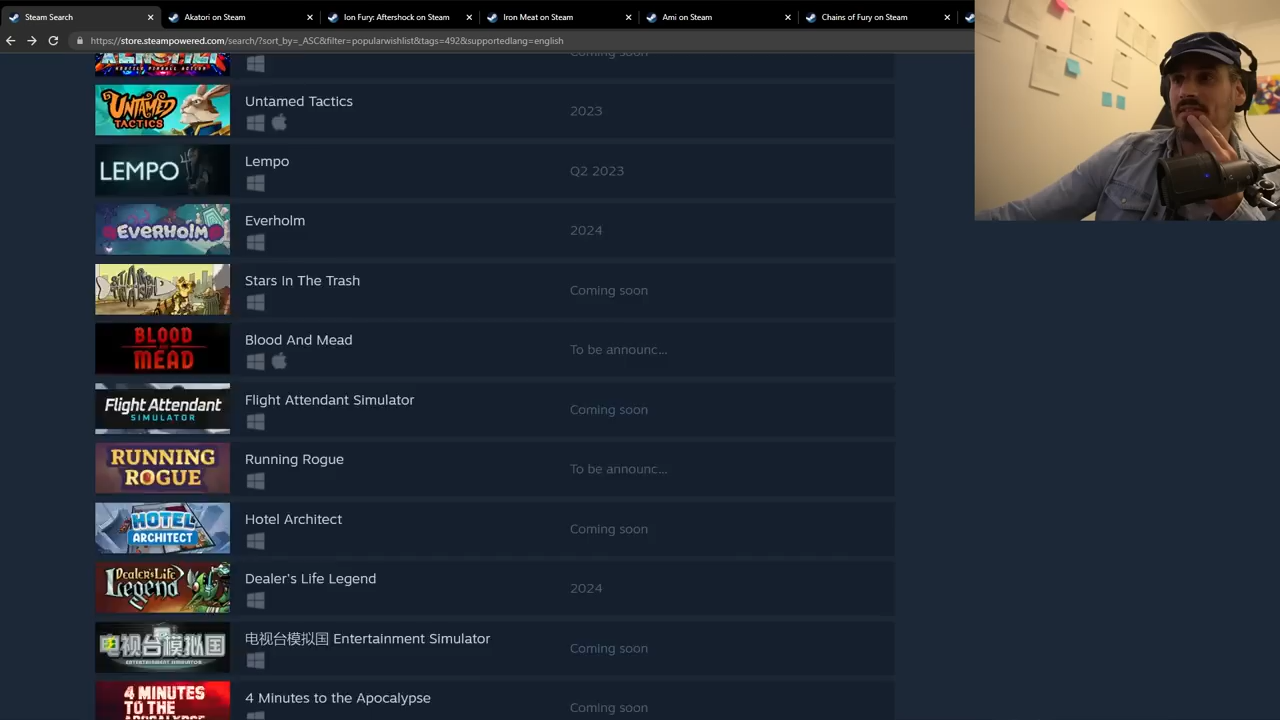 Steam Search
Akatori on Steam
Ion Fury: Aftershock on Steam
Iron Meat on Steam
Ami on Steam
Chains of Fury on Steam
https://store.steampowered.com/search/?sort_by=_ASC&filter=popularwishlist&tags=492&supportedlang=english
Coming soon
UNTAMED TACTICS
Untamed Tactics
2023
LEMPO
Lempo
Q2 2023
EVERHOLM
Everholm
2024
Stars In The Trash
Coming soon
BLOOD AND MEAD
Blood And Mead
To be announc...
Flight Attendant
SIMULATOR
Flight Attendant Simulator
Coming soon
RUNNING
ROGUE
Running Rogue
To be announc...
HOTEL
ARCHITECT
Hotel Architect
Coming soon
Dealer's Life
Legend
Dealer's Life Legend
2024
电视台模拟国
ENTERTAINMENT SIMULATOR
电视台模拟国 Entertainment Simulator
Coming soon
4 MINUTES
TO THE
APOCALYPSE
4 Minutes to the Apocalypse
Coming soon